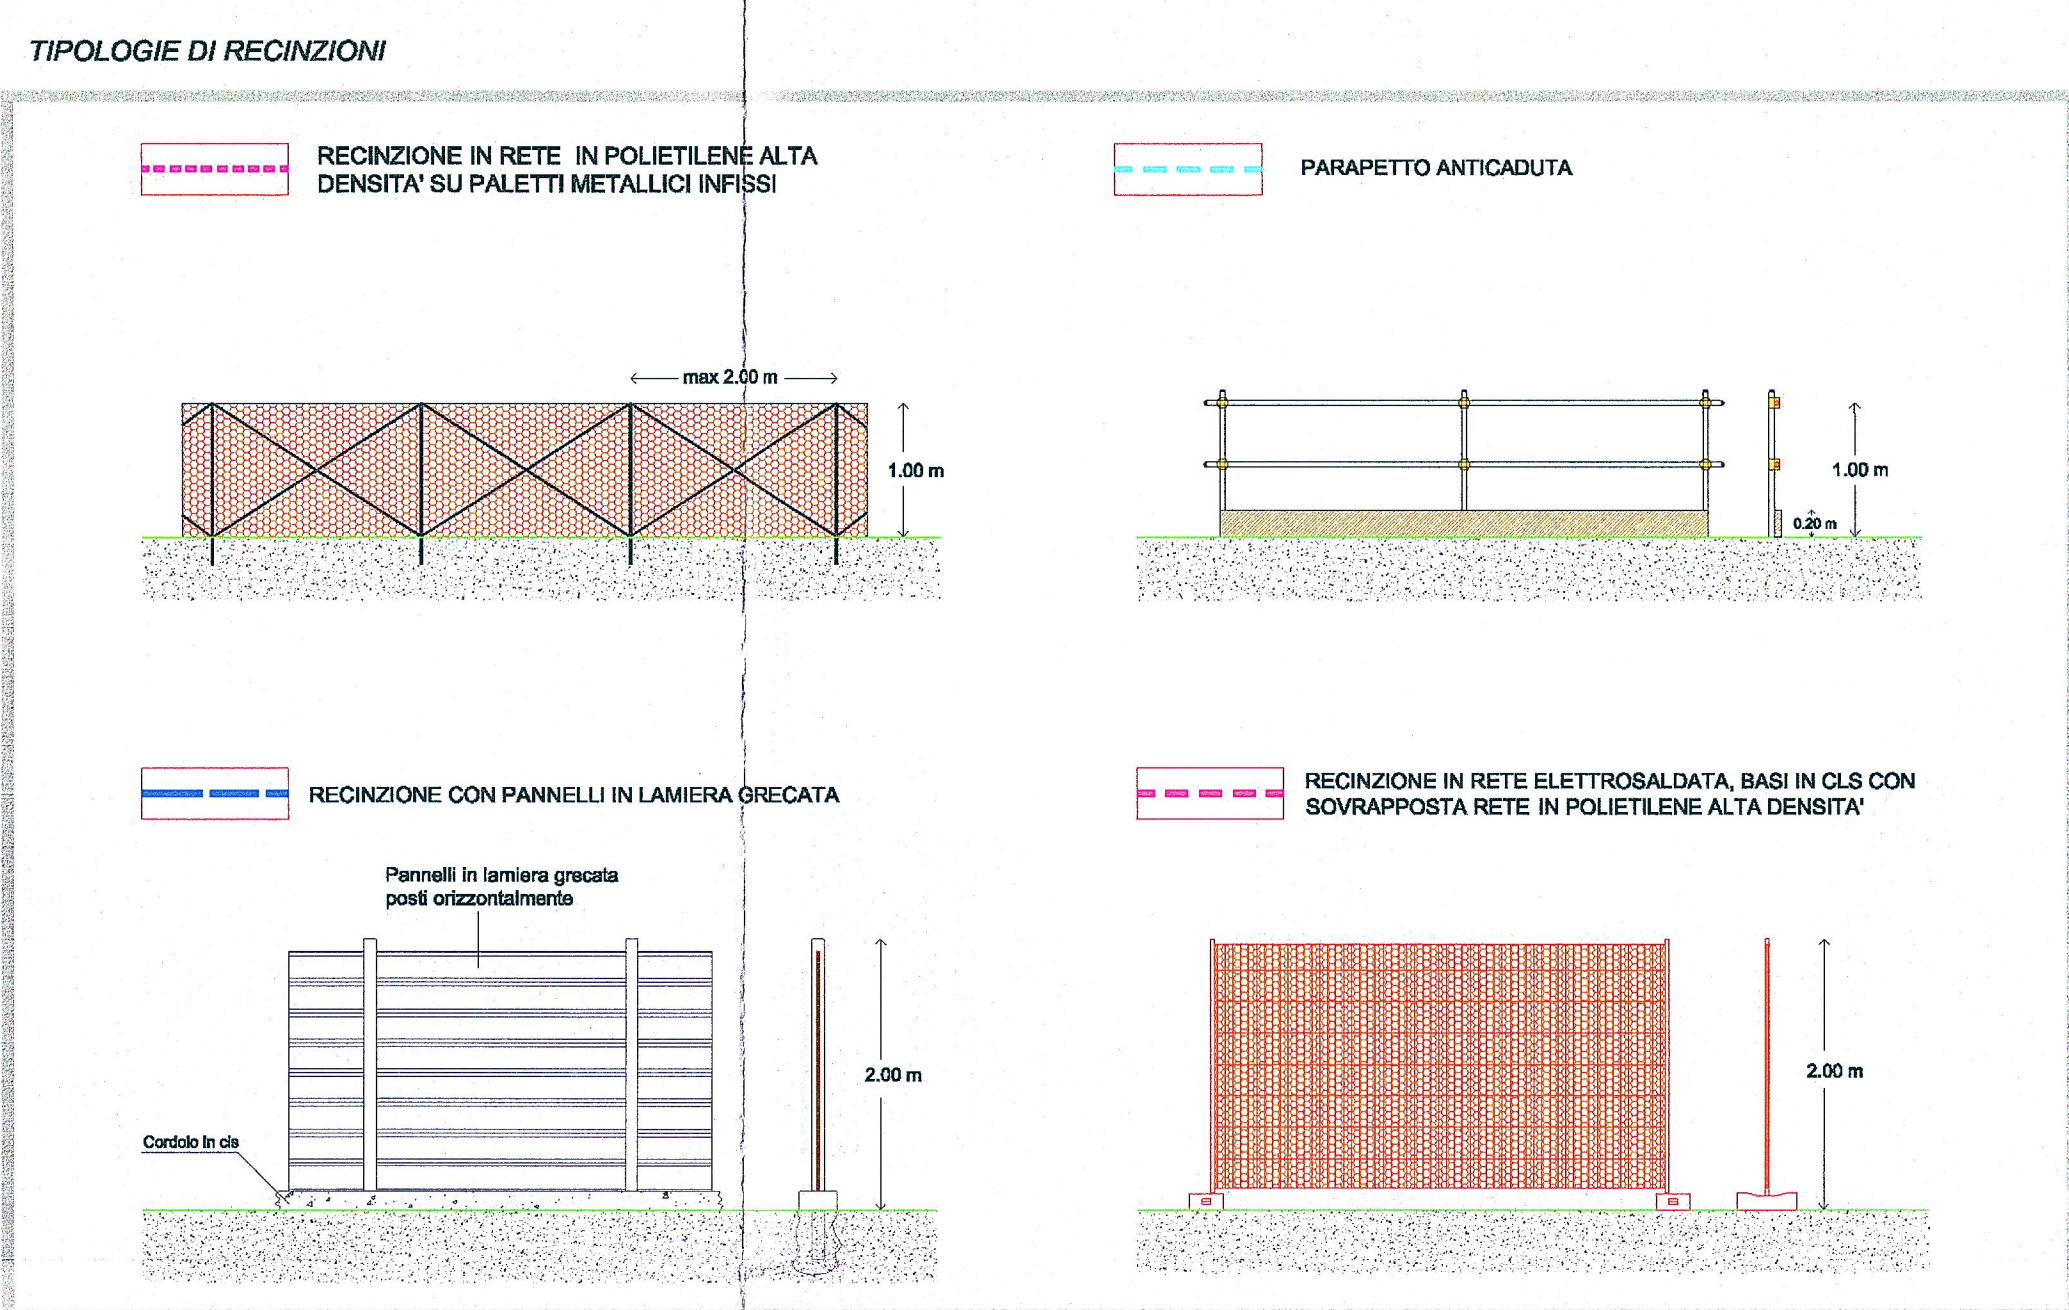 TIPOLOGIE DI RECINZIONI
RECINZIONE IN RETE IN POLIETILENE ALTA
DENSITA' SU PALETTI METALLICI INFISSI
PARAPETTO ANTICADUTA
max 2.00 m
1.00 m
1.00 m
0.20 m
RECINZIONE CON PANNELLI IN LAMIERA GRECATA
RECINZIONE IN RETE ELETTROSALDATA, BASI IN CLS CON
SOVRAPPOSTA RETE IN POLIETILENE ALTA DENSITA'
Pannelli in lamiera grecata
posti orizzontalmente
2.00 m
2.00 m
Cordolo in cls